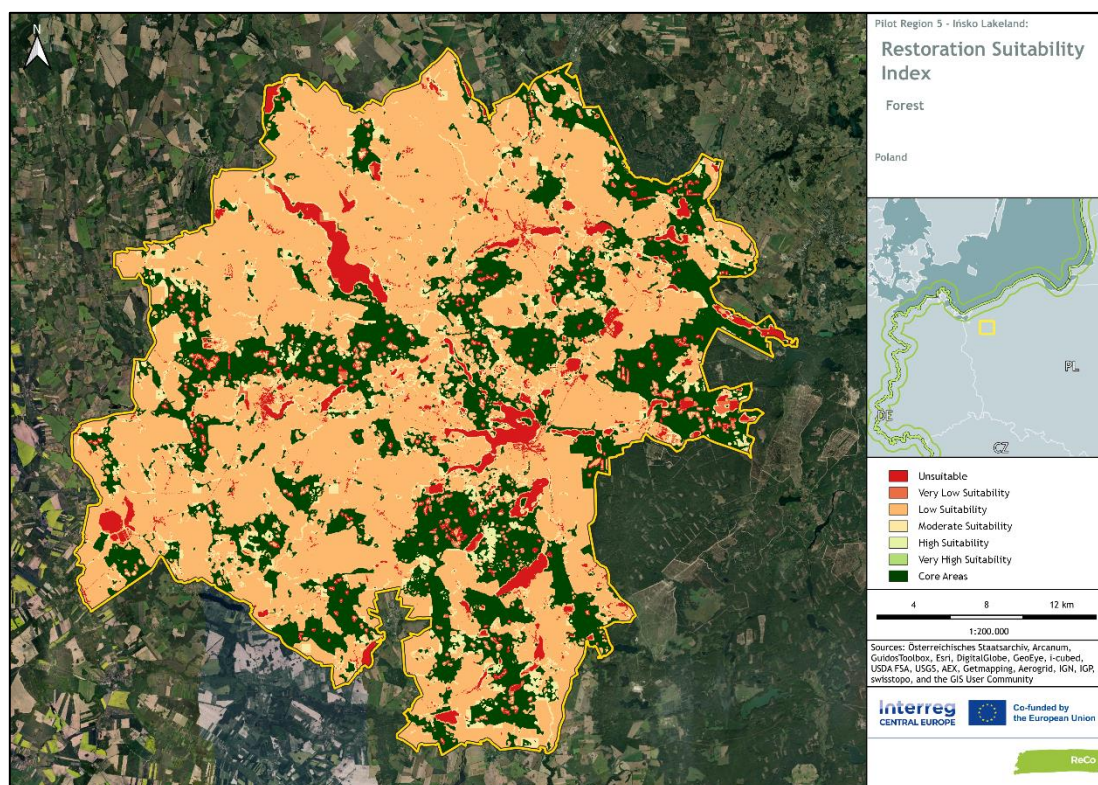 N
Pilot Region 5 - Ińsko Lakeland:
Restoration Suitability
Index
Forest
Poland
PL
DE
CZ
Unsuitable
Very Low Suitability
Low Suitability
Moderate Suitability
High Suitability
Very High Suitability
Core Areas
4 8 12 km
1:200.000
Sources: Österreichisches Staatsarchiv, Arcanum,
GuidosToolbox, Esri, DigitalGlobe, GeoEye, i-cubed,
USDA FSA, USGS, AEX, Getmapping, Aerogrid, IGN, IGP,
swisstopo, and the GIS User Community
Interreg
CENTRAL EUROPE
Co-funded by
the European Union
ReCo